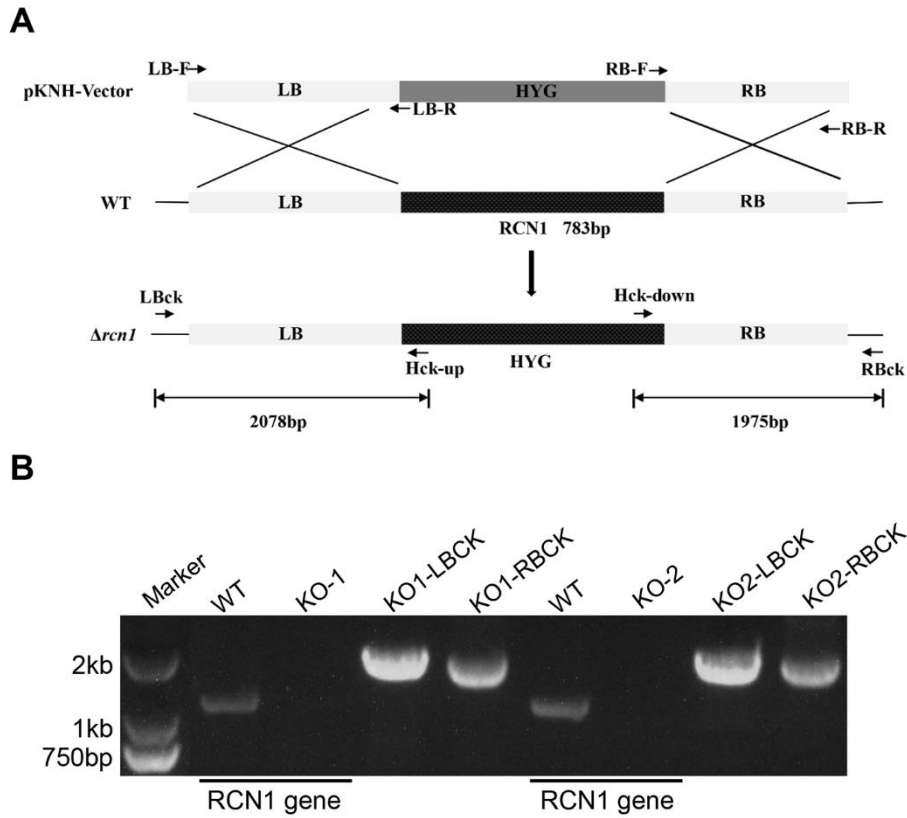 A
LB-F
RB-F
pKNH-Vector
LB
HYG
RB
LB-R
RB-R
WT
LB
RB
RCN1 783bp
LBck
Hck-down
Δrcn1
LB
RB
Hck-up
HYG
RBck
2078bp
1975bp
B
Marker
WT
KO-1
KO1-LBCK
KO1-RBCK
WT
KO-2
KO2-LBCK
KO2-RBCK
2kb
1kb
750bp
RCN1 gene
RCN1 gene